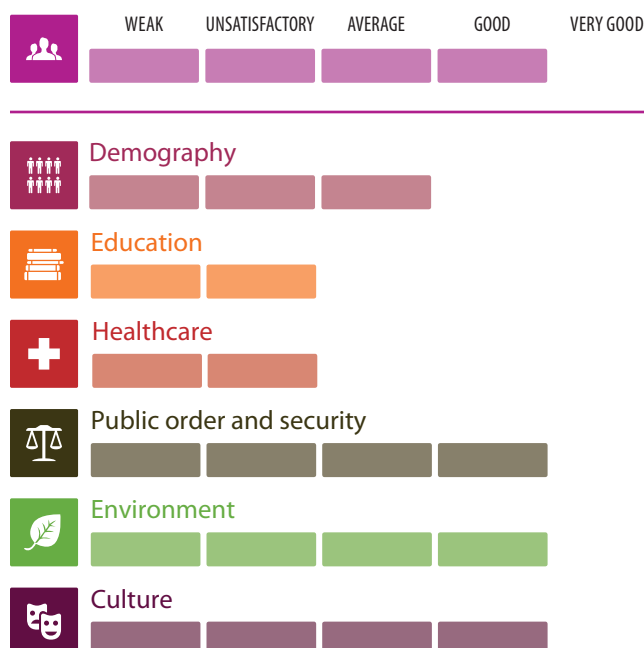 WEAK UNSATISFACTORY AVERAGE GOOD VERY GOOD
Demography
Education
Healthcare
Public order and security
Environment
Culture